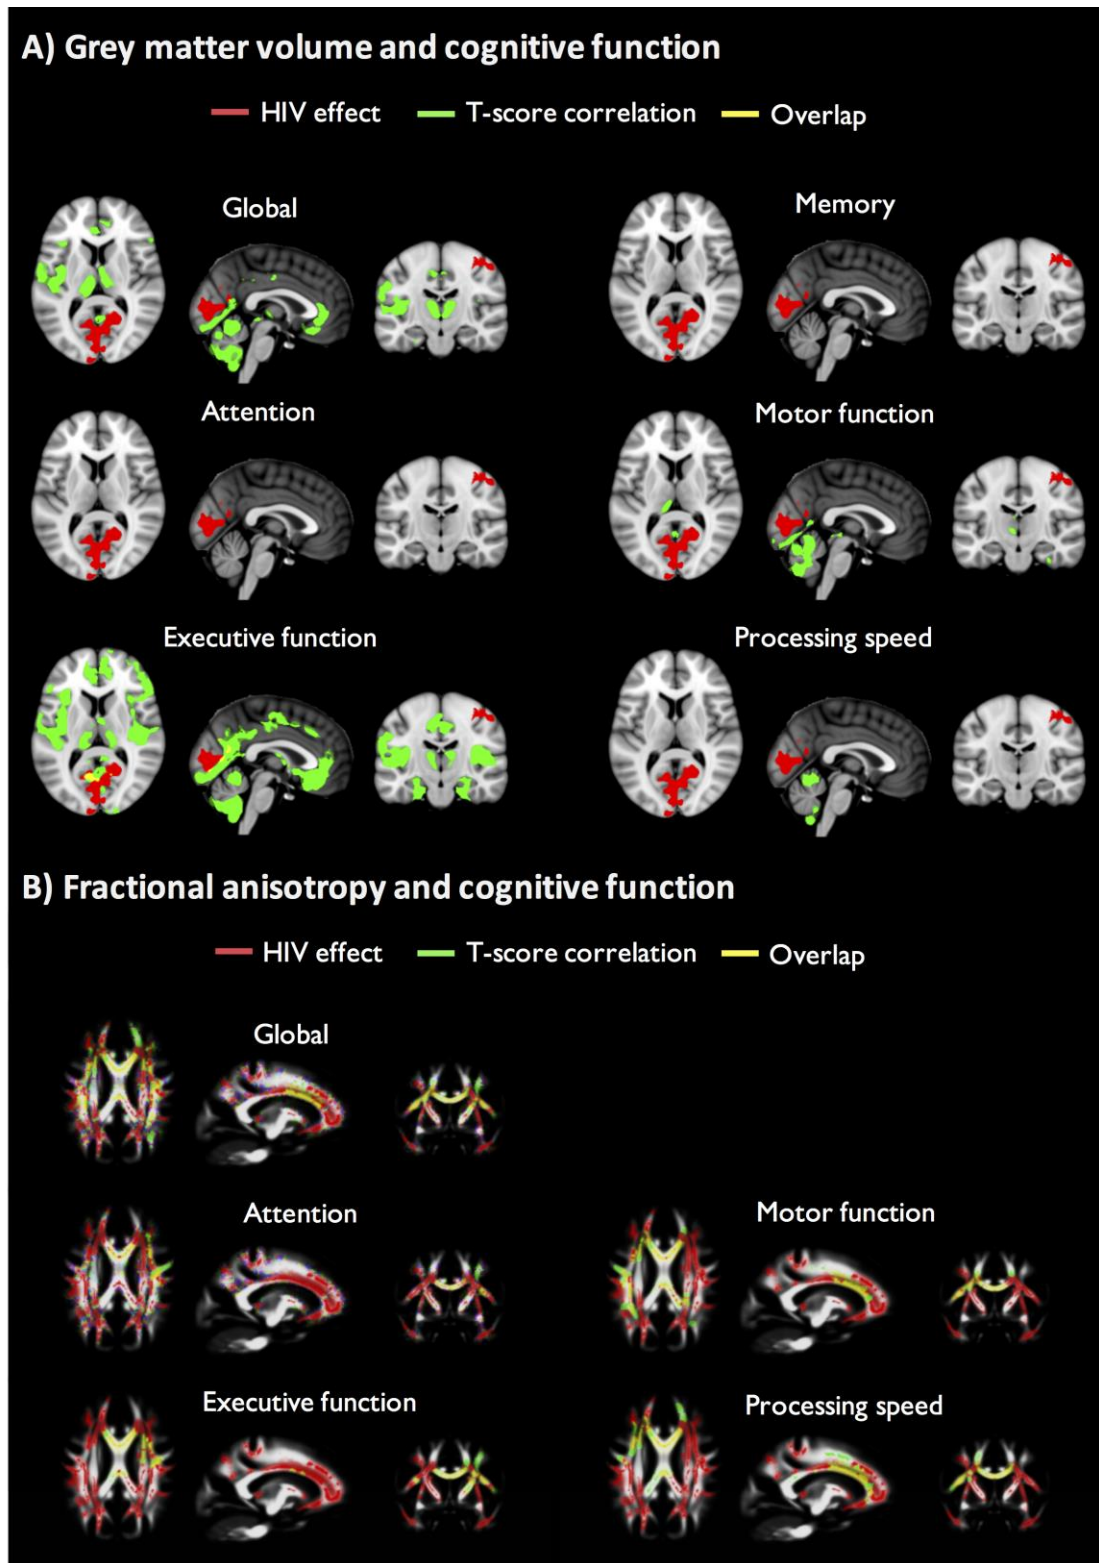 A) Grey matter volume and cognitive function
HIV effect T-score correlation Overlap
Global Memory
Attention Motor function
Executive function Processing speed
B) Fractional anisotropy and cognitive function
HIV effect T-score correlation Overlap
Global
Attention Motor function
Executive function Processing speed